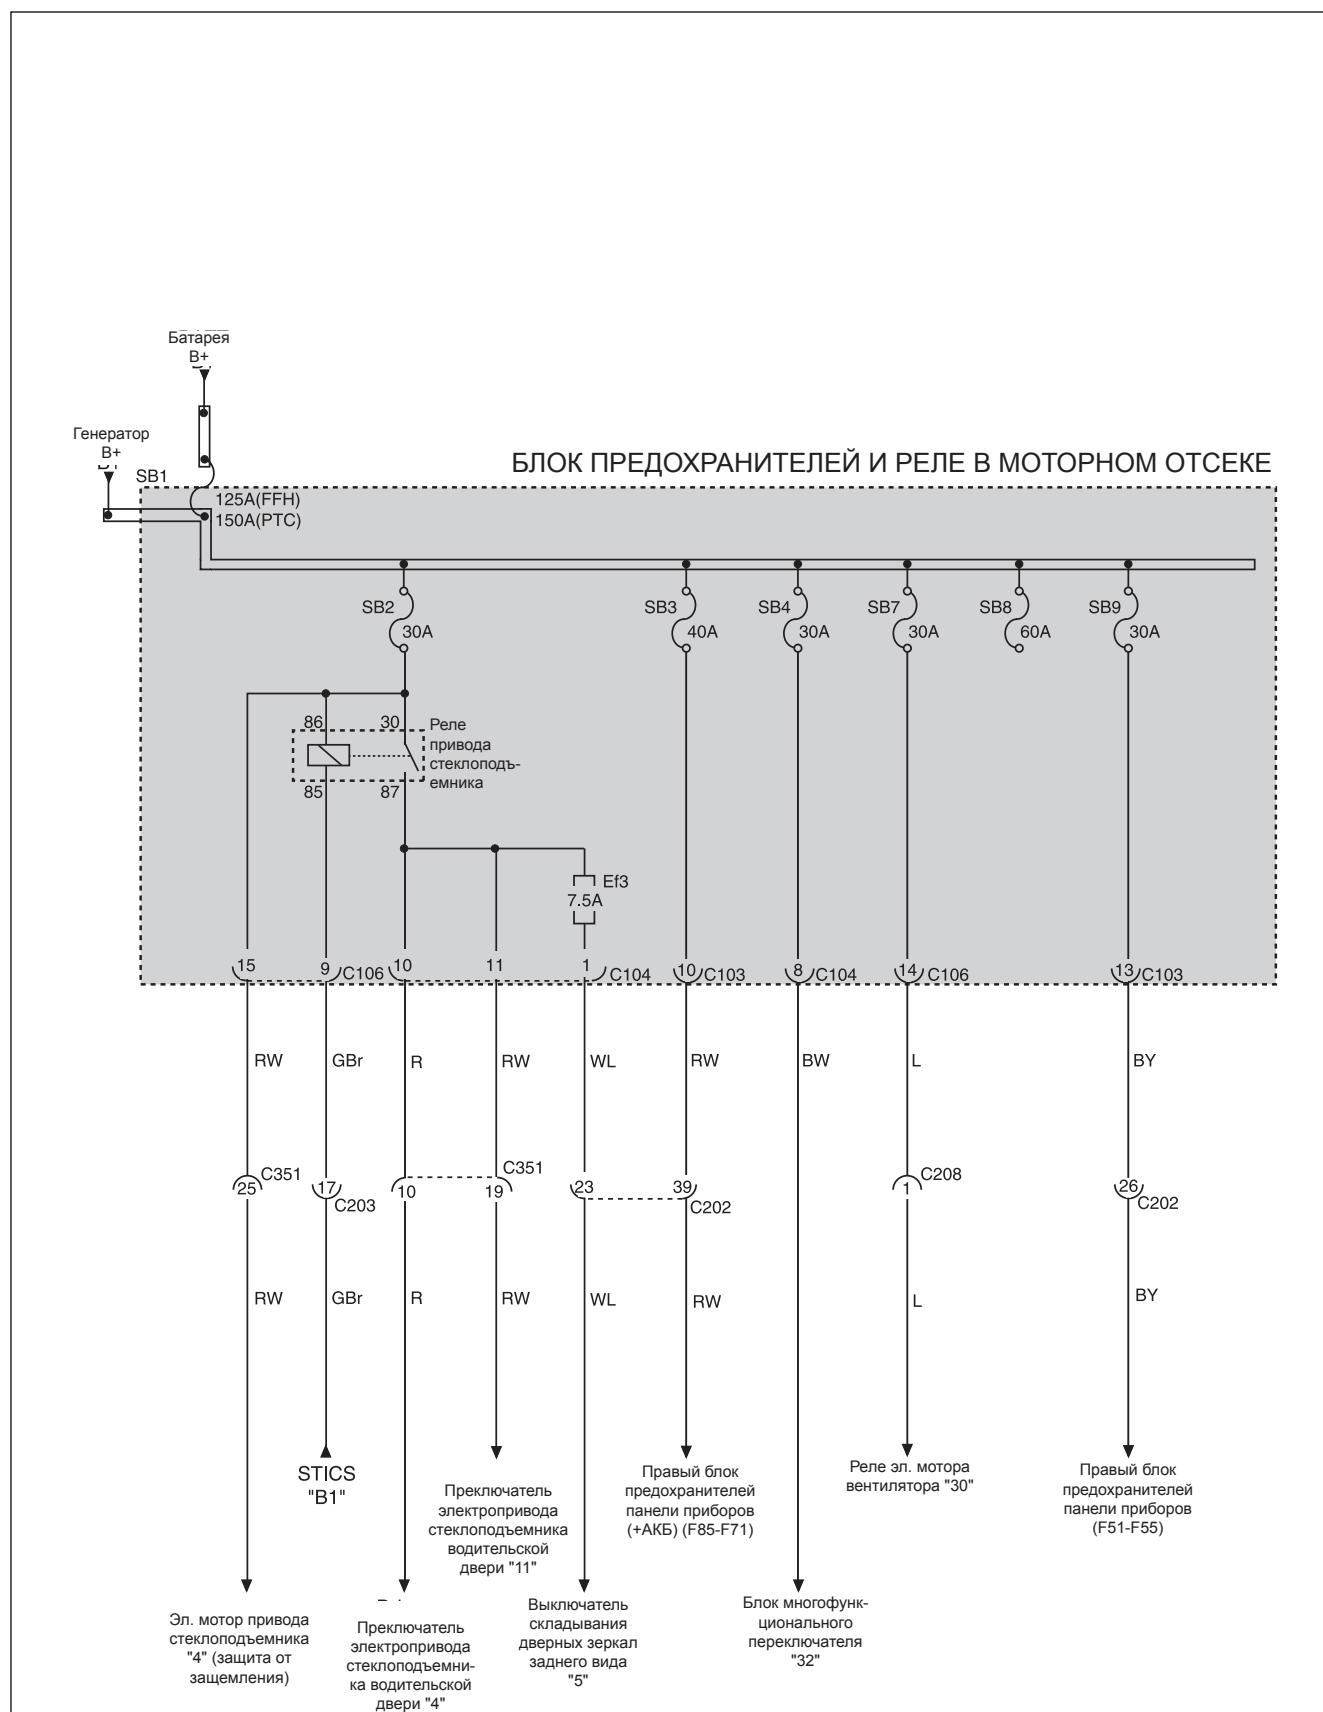 Батарея
B+
Генератор
B+
SB1
БЛОК ПРЕДОХРАНИТЕЛЕЙ И РЕЛЕ В МОТОРНОМ ОТСЕКЕ
125A(FFH)
150A(PTC)
SB2
30A
SB3
40A
SB4
30A
SB7
30A
SB8
60A
SB9
30A
86
30
Реле
привода
стеклоподъ-
емника
85
87
Ef3
7.5A
15
9
C106
10
11
1
C104
10
C103
8
C104
14
C106
13
C103
RW
GBr
R
RW
WL
RW
BW
L
BY
25
C351
17
C203
10
19
C351
23
39
C202
1
C208
26
C202
RW
GBr
R
RW
WL
RW
L
BY
STICS
"B1"
Преключатель
электропривода
стеклоподъемника
водительской
двери "11"
Правый блок
предохранителей
панели приборов
(+АКБ) (F85-F71)
Реле эл. мотора
вентилятора "30"
Правый блок
предохранителей
панели приборов
(F51-F55)
Эл. мотор привода
стеклоподъемника
"4" (защита от
защемления)
Преключатель
электропривода
стеклоподъемни-
ка водительской
двери "4"
Выключатель
складывания
дверных зеркал
заднего вида
"5"
Блок многофунк-
ционального
переключателя
"32"